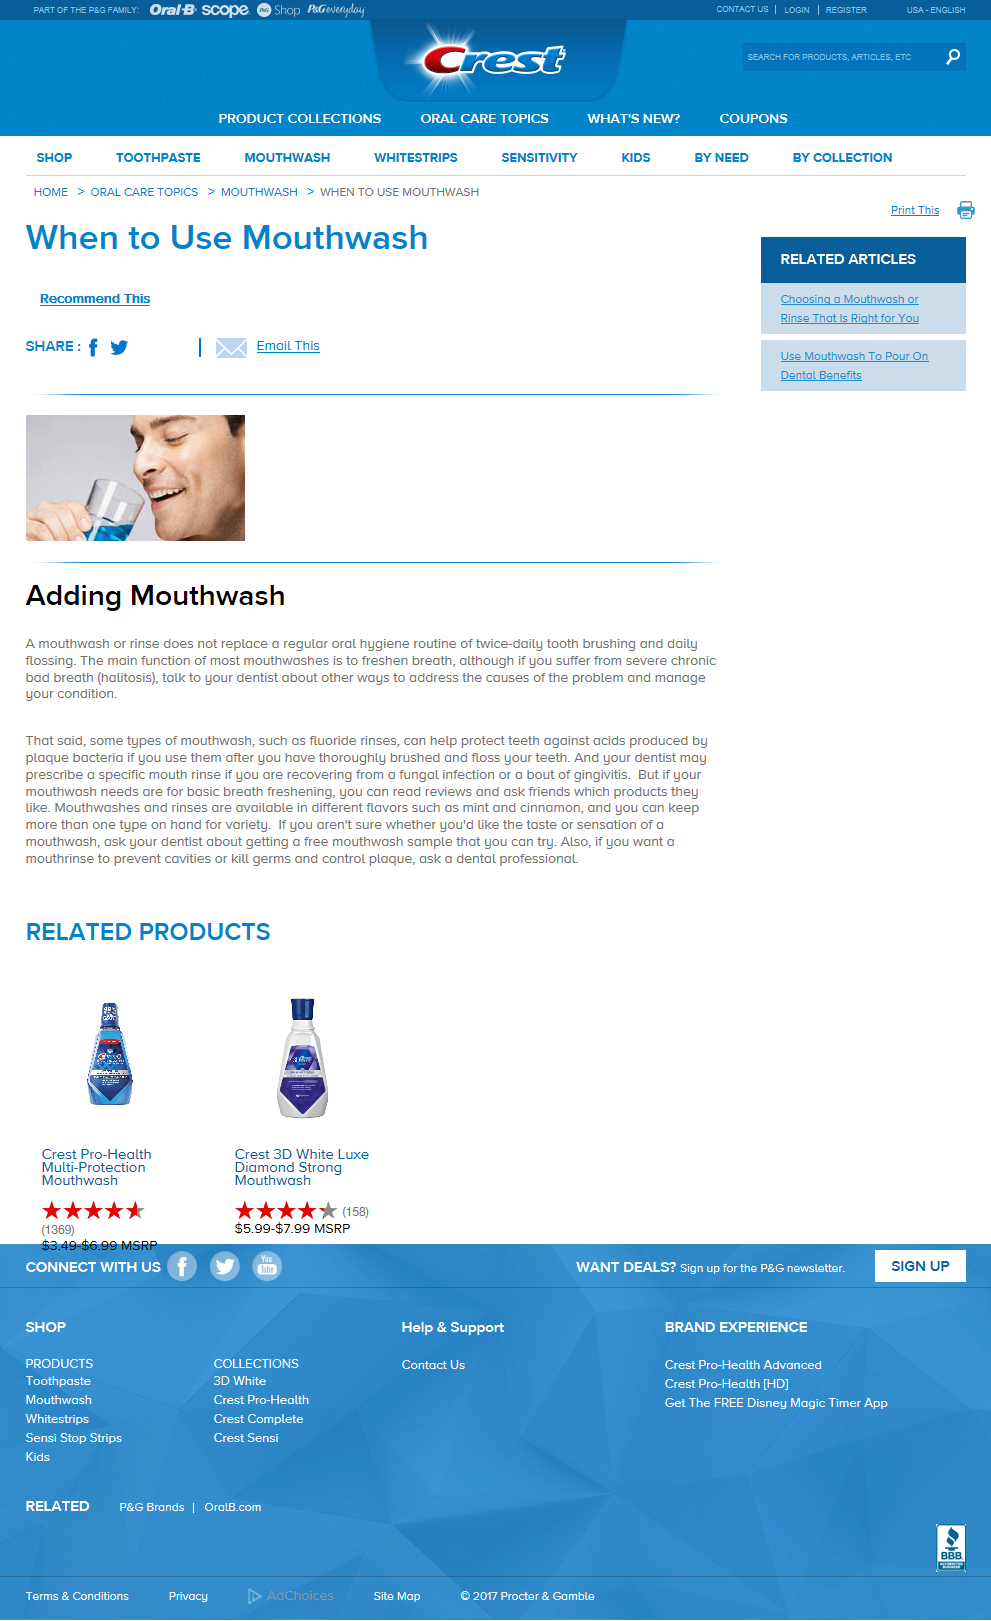 PART OF THE P&G FAMILY: Oral-B scope P&G Shop P&G everyday
CONTACT US | LOGIN | REGISTER USA - ENGLISH
Crest
SEARCH FOR PRODUCTS, ARTICLES, ETC
PRODUCT COLLECTIONS ORAL CARE TOPICS WHAT'S NEW? COUPONS
SHOP TOOTHPASTE MOUTHWASH WHITESTRIPS SENSITIVITY KIDS BY NEED BY COLLECTION
HOME > ORAL CARE TOPICS > MOUTHWASH > WHEN TO USE MOUTHWASH
Print This
When to Use Mouthwash
RELATED ARTICLES
Choosing a Mouthwash or
Rinse That Is Right for You
Use Mouthwash To Pour On
Dental Benefits
Recommend This
SHARE : | Email This
Adding Mouthwash
A mouthwash or rinse does not replace a regular oral hygiene routine of twice-daily tooth brushing and daily
flossing. The main function of most mouthwashes is to freshen breath, although if you suffer from severe chronic
bad breath (halitosis), talk to your dentist about other ways to address the causes of the problem and manage
your condition.
That said, some types of mouthwash, such as fluoride rinses, can help protect teeth against acids produced by
plaque bacteria if you use them after you have thoroughly brushed and floss your teeth. And your dentist may
prescribe a specific mouth rinse if you are recovering from a fungal infection or a bout of gingivitis. But if your
mouthwash needs are for basic breath freshening, you can read reviews and ask friends which products they
like. Mouthwashes and rinses are available in different flavors such as mint and cinnamon, and you can keep
more than one type on hand for variety. If you aren't sure whether you'd like the taste or sensation of a
mouthwash, ask your dentist about getting a free mouthwash sample that you can try. Also, if you want a
mouthrinse to prevent cavities or kill germs and control plaque, ask a dental professional.
RELATED PRODUCTS
Crest Pro-Health
Multi-Protection
Mouthwash
(1369)
$3.49-$6.99 MSRP
Crest 3D White Luxe
Diamond Strong
Mouthwash
(158)
$5.99-$7.99 MSRP
CONNECT WITH US You Tube
WANT DEALS? Sign up for the P&G newsletter. SIGN UP
SHOP
PRODUCTS
Toothpaste
Mouthwash
Whitestrips
Sensi Stop Strips
Kids
COLLECTIONS
3D White
Crest Pro-Health
Crest Complete
Crest Sensi
Help & Support
Contact Us
BRAND EXPERIENCE
Crest Pro-Health Advanced
Crest Pro-Health [HD]
Get The FREE Disney Magic Timer App
RELATED P&G Brands | OralB.com
BBB
ACCREDITED
BUSINESS
Terms & Conditions Privacy AdChoices Site Map © 2017 Procter & Gamble